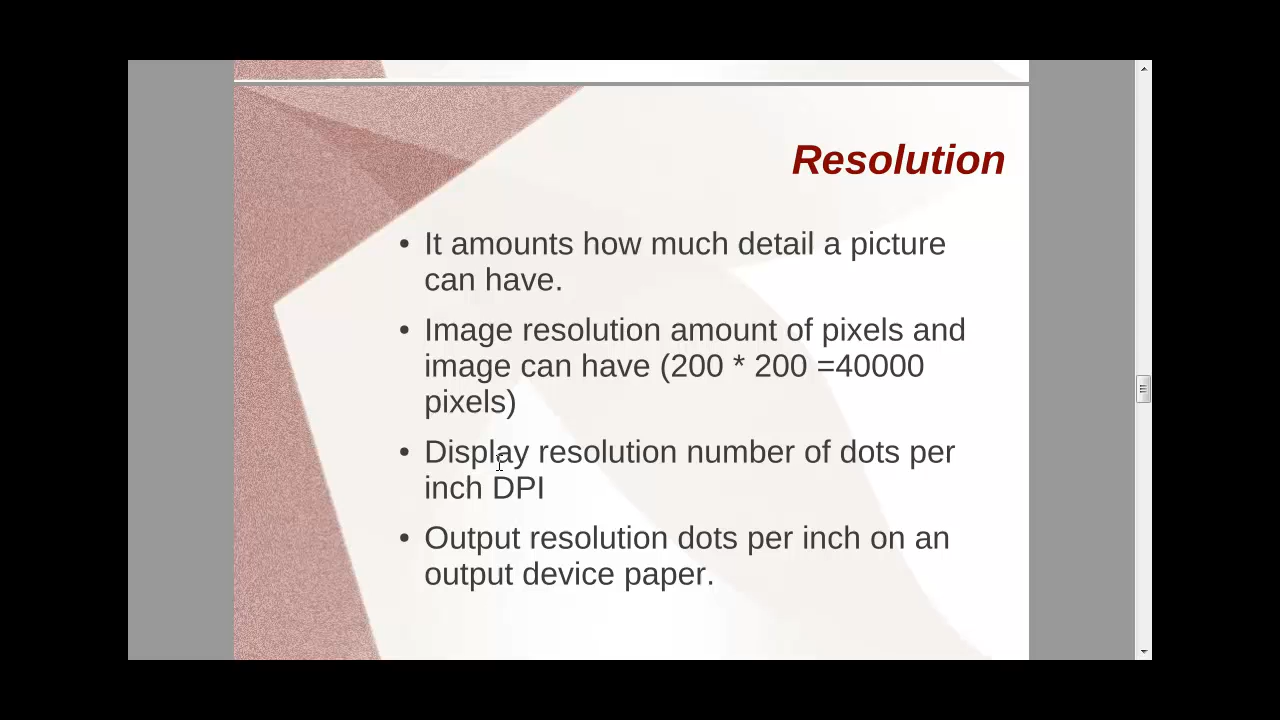 Resolution
• It amounts how much detail a picture
can have.
• Image resolution amount of pixels and
image can have (200 * 200 =40000
pixels)
• Display resolution number of dots per
inch DPI
• Output resolution dots per inch on an
output device paper.